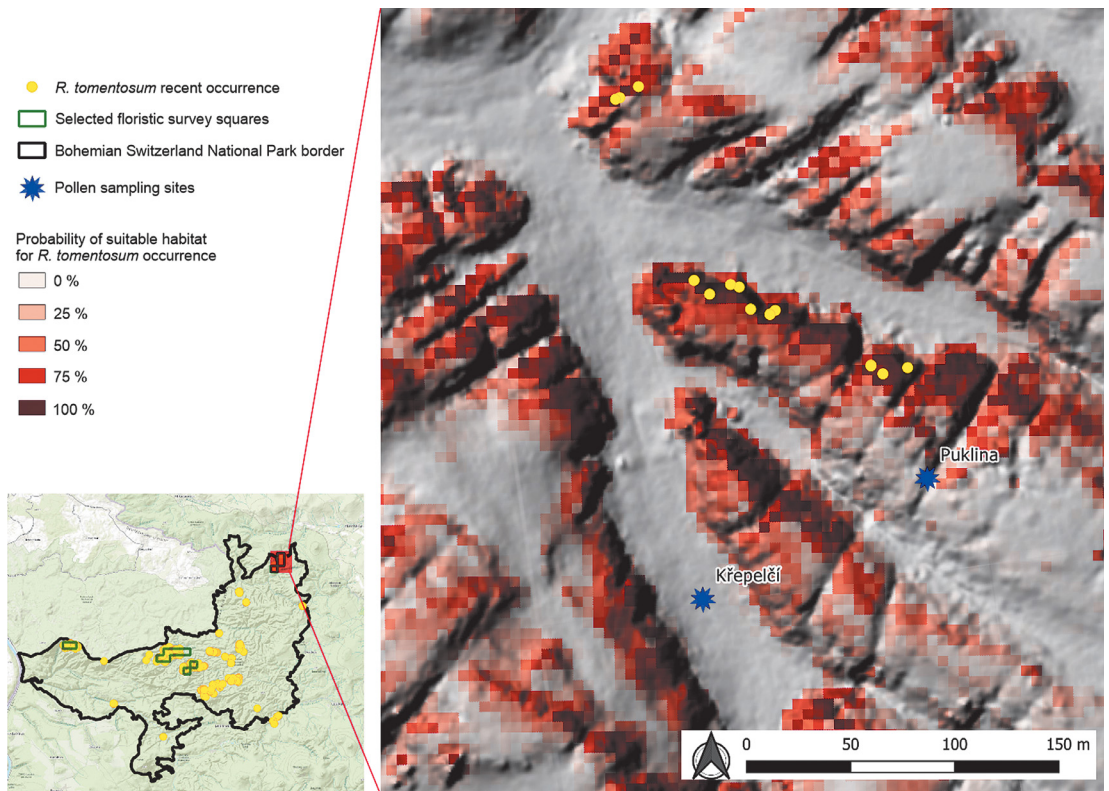 R. tomentosum recent occurrence
Selected floristic survey squares
Bohemian Switzerland National Park border
Pollen sampling sites
Probability of suitable habitat
for R. tomentosum occurrence
0 %
25 %
50 %
75 %
100 %
Puklina
Křepelčí
0 50 100 150 m